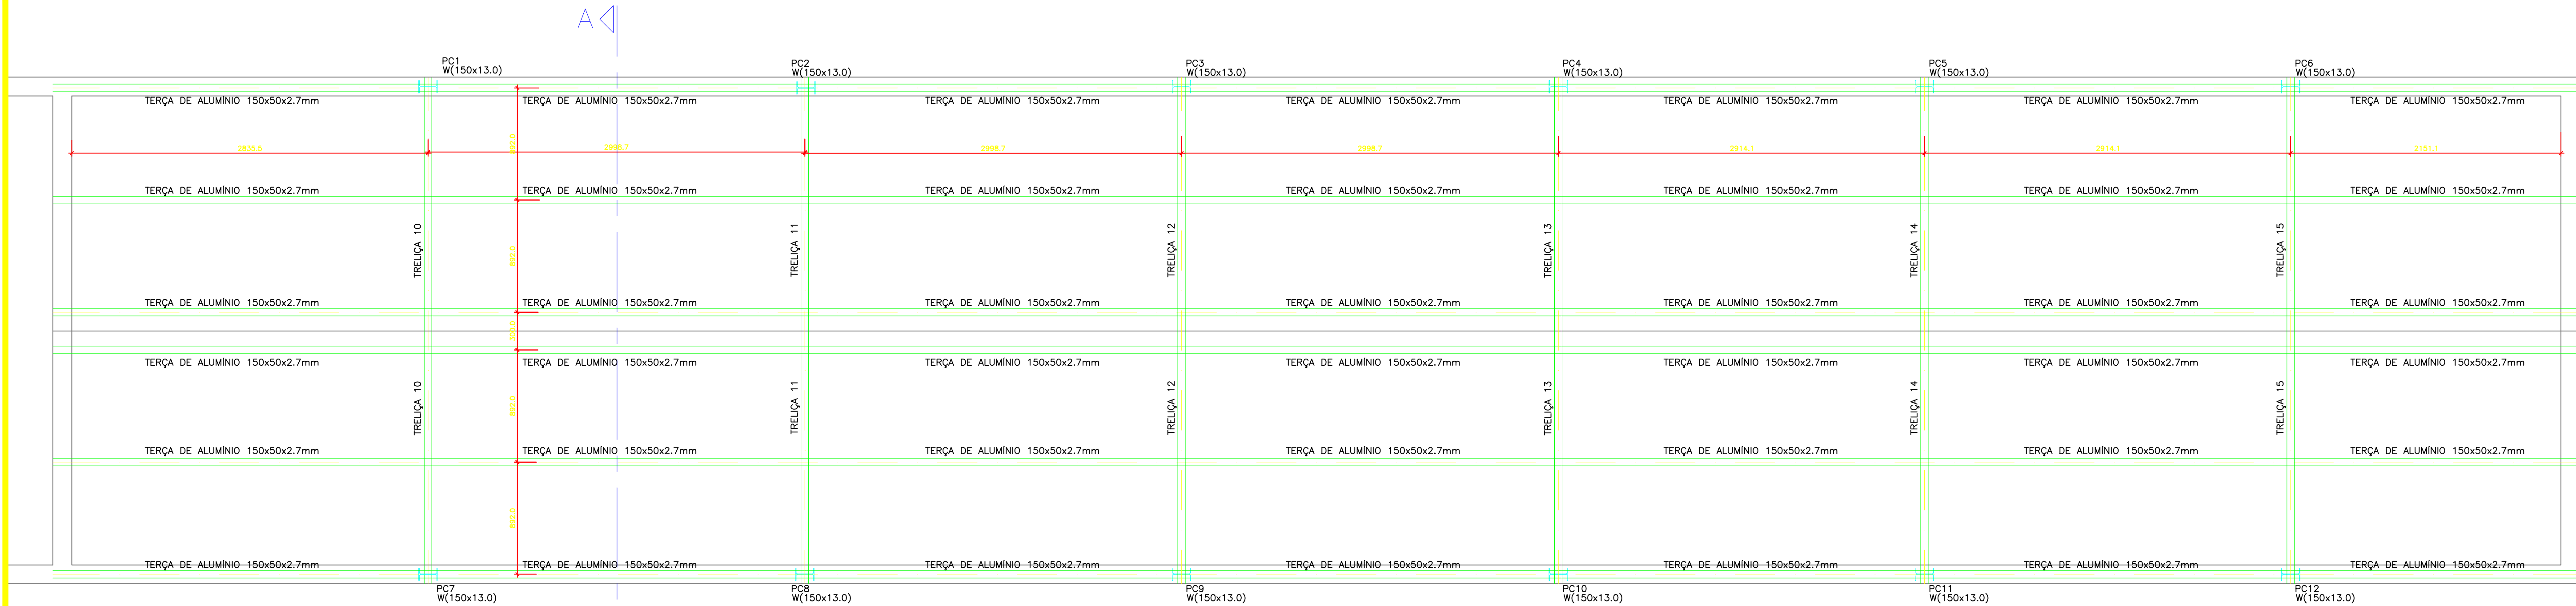 A
PC1
W(150x13.0)
PC2
W(150x13.0)
PC3
W(150x13.0)
PC4
W(150x13.0)
PC5
W(150x13.0)
PC6
W(150x13.0)
TERÇA DE ALUMÍNIO 150x50x2.7mm
TERÇA DE ALUMÍNIO 150x50x2.7mm
TERÇA DE ALUMÍNIO 150x50x2.7mm
TERÇA DE ALUMÍNIO 150x50x2.7mm
TERÇA DE ALUMÍNIO 150x50x2.7mm
TERÇA DE ALUMÍNIO 150x50x2.7mm
TERÇA DE ALUMÍNIO 150x50x2.7mm
TERÇA DE ALUMÍNIO 150x50x2.7mm
TERÇA DE ALUMÍNIO 150x50x2.7mm
TERÇA DE ALUMÍNIO 150x50x2.7mm
TERÇA DE ALUMÍNIO 150x50x2.7mm
TERÇA DE ALUMÍNIO 150x50x2.7mm
TERÇA DE ALUMÍNIO 150x50x2.7mm
TERÇA DE ALUMÍNIO 150x50x2.7mm
TRELIÇA 10
TRELIÇA 11
TRELIÇA 12
TRELIÇA 13
TRELIÇA 14
TRELIÇA 15
TERÇA DE ALUMÍNIO 150x50x2.7mm
TERÇA DE ALUMÍNIO 150x50x2.7mm
TERÇA DE ALUMÍNIO 150x50x2.7mm
TERÇA DE ALUMÍNIO 150x50x2.7mm
TERÇA DE ALUMÍNIO 150x50x2.7mm
TERÇA DE ALUMÍNIO 150x50x2.7mm
TERÇA DE ALUMÍNIO 150x50x2.7mm
TERÇA DE ALUMÍNIO 150x50x2.7mm
TERÇA DE ALUMÍNIO 150x50x2.7mm
TERÇA DE ALUMÍNIO 150x50x2.7mm
TERÇA DE ALUMÍNIO 150x50x2.7mm
TERÇA DE ALUMÍNIO 150x50x2.7mm
TERÇA DE ALUMÍNIO 150x50x2.7mm
TERÇA DE ALUMÍNIO 150x50x2.7mm
TRELIÇA 10
TRELIÇA 11
TRELIÇA 12
TRELIÇA 13
TRELIÇA 14
TRELIÇA 15
TERÇA DE ALUMÍNIO 150x50x2.7mm
TERÇA DE ALUMÍNIO 150x50x2.7mm
TERÇA DE ALUMÍNIO 150x50x2.7mm
TERÇA DE ALUMÍNIO 150x50x2.7mm
TERÇA DE ALUMÍNIO 150x50x2.7mm
TERÇA DE ALUMÍNIO 150x50x2.7mm
TERÇA DE ALUMÍNIO 150x50x2.7mm
TERÇA DE ALUMÍNIO 150x50x2.7mm
TERÇA DE ALUMÍNIO 150x50x2.7mm
TERÇA DE ALUMÍNIO 150x50x2.7mm
TERÇA DE ALUMÍNIO 150x50x2.7mm
TERÇA DE ALUMÍNIO 150x50x2.7mm
TERÇA DE ALUMÍNIO 150x50x2.7mm
TERÇA DE ALUMÍNIO 150x50x2.7mm
PC7
W(150x13.0)
PC8
W(150x13.0)
PC9
W(150x13.0)
PC10
W(150x13.0)
PC11
W(150x13.0)
PC12
W(150x13.0)